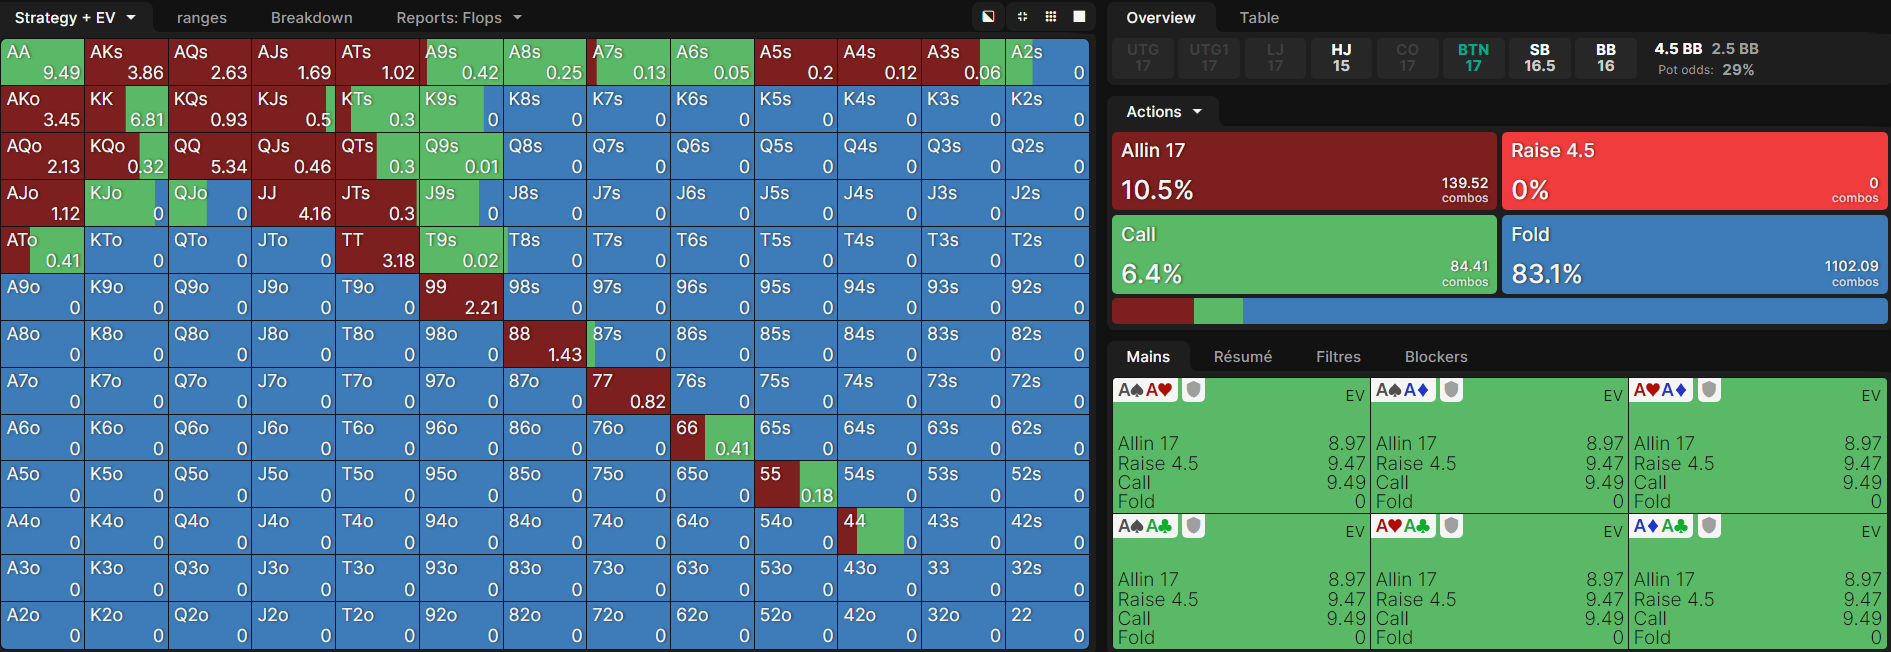 Strategy + EV ranges Breakdown Reports: Flops
AA AKs AQs AJs ATs A9s A8s A7s A6s A5s A4s A3s A2s
9.49 3.86 2.63 1.69 1.02 0.42 0.25 0.13 0.05 0.2 0.12 0.06 0
AKo KK KQs KJs KTs K9s K8s K7s K6s K5s K4s K3s K2s
3.45 6.81 0.93 0.5 0.3 0 0 0 0 0 0 0 0
AQo KQo QQ QJs QTs Q9s Q8s Q7s Q6s Q5s Q4s Q3s Q2s
2.13 0.32 5.34 0.46 0.3 0.01 0 0 0 0 0 0 0
AJo KJo QJo JJ JTs J9s J8s J7s J6s J5s J4s J3s J2s
1.12 0 0 4.16 0.3 0 0 0 0 0 0 0 0
ATo KTo QTo JTo TT T9s T8s T7s T6s T5s T4s T3s T2s
0.41 0 0 0 3.18 0.02 0 0 0 0 0 0 0
A9o K9o Q9o J9o T9o 99 98s 97s 96s 95s 94s 93s 92s
0 0 0 0 0 2.21 0 0 0 0 0 0 0
A8o K8o Q8o J8o T8o 98o 88 87s 86s 85s 84s 83s 82s
0 0 0 0 0 0 1.43 0 0 0 0 0 0
A7o K7o Q7o J7o T7o 97o 87o 77 76s 75s 74s 73s 72s
0 0 0 0 0 0 0 0.82 0 0 0 0 0
A6o K6o Q6o J6o T6o 96o 86o 76o 66 65s 64s 63s 62s
0 0 0 0 0 0 0 0 0.41 0 0 0 0
A5o K5o Q5o J5o T5o 95o 85o 75o 65o 55 54s 53s 52s
0 0 0 0 0 0 0 0 0 0.18 0 0 0
A4o K4o Q4o J4o T4o 94o 84o 74o 64o 54o 44 43s 42s
0 0 0 0 0 0 0 0 0 0 0 0 0
A3o K3o Q3o J3o T3o 93o 83o 73o 63o 53o 43o 33 32s
0 0 0 0 0 0 0 0 0 0 0 0 0
A2o K2o Q2o J2o T2o 92o 82o 72o 62o 52o 42o 32o 22
0 0 0 0 0 0 0 0 0 0 0 0 0
Overview Table
UTG UTG1 LJ HJ CO BTN SB BB 4.5 BB 2.5 BB
17 17 17 15 17 17 16.5 16 Pot odds: 29%
Actions
Allin 17 Raise 4.5
10.5% 139.52 combos 0% 0 combos
Call Fold
6.4% 84.41 combos 83.1% 1102.09 combos
Mains Résumé Filtres Blockers
A♠A♥ EV A♠A♦ EV A♥A♦ EV
Allin 17 8.97 Allin 17 8.97 Allin 17 8.97
Raise 4.5 9.47 Raise 4.5 9.47 Raise 4.5 9.47
Call 9.49 Call 9.49 Call 9.49
Fold 0 Fold 0 Fold 0
A♠A♣ EV A♥A♣ EV A♦A♣ EV
Allin 17 8.97 Allin 17 8.97 Allin 17 8.97
Raise 4.5 9.47 Raise 4.5 9.47 Raise 4.5 9.47
Call 9.49 Call 9.49 Call 9.49
Fold 0 Fold 0 Fold 0